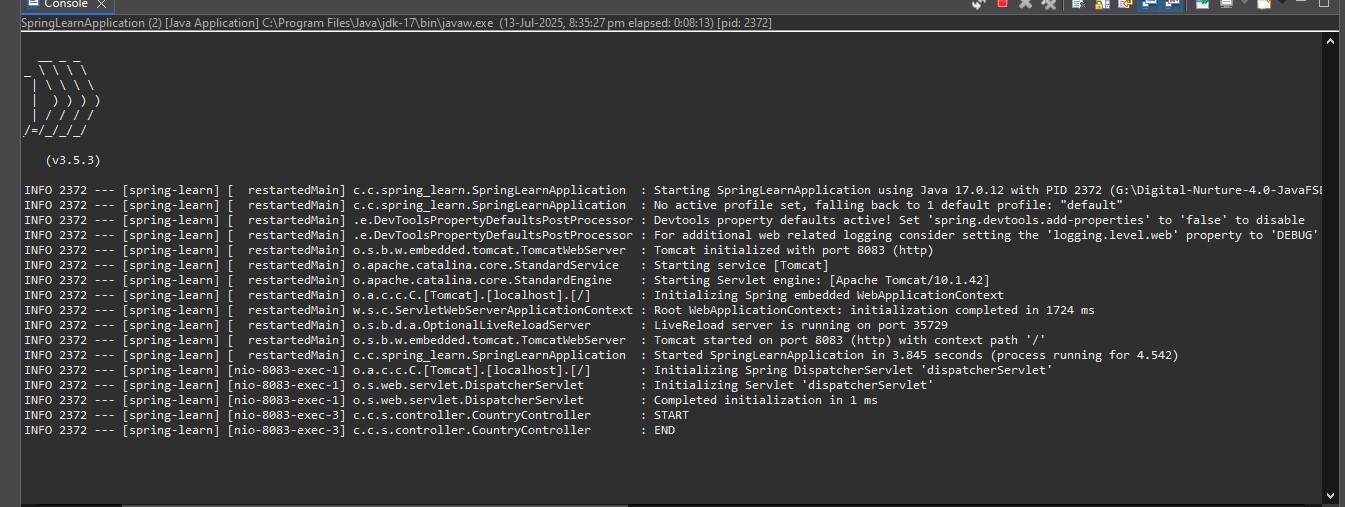 Console
SpringLearnApplication (2) [Java Application] C:\Program Files\Java\jdk-17\bin\javaw.exe (13-Jul-2025, 8:35:27 pm elapsed: 0:08:13) [pid: 2372]
  __ _ _
_ \ \ \ \
 | \ \ \ \
 |  ) ) ) )
 | / / / /
/=/_/_/_/
(v3.5.3)
INFO 2372 --- [spring-learn] [  restartedMain] c.c.spring_learn.SpringLearnApplication  : Starting SpringLearnApplication using Java 17.0.12 with PID 2372 (G:\Digital-Nurture-4.0-JavaFSE
INFO 2372 --- [spring-learn] [  restartedMain] c.c.spring_learn.SpringLearnApplication  : No active profile set, falling back to 1 default profile: "default"
INFO 2372 --- [spring-learn] [  restartedMain] .e.DevToolsPropertyDefaultsPostProcessor : Devtools property defaults active! Set 'spring.devtools.add-properties' to 'false' to disable
INFO 2372 --- [spring-learn] [  restartedMain] .e.DevToolsPropertyDefaultsPostProcessor : For additional web related logging consider setting the 'logging.level.web' property to 'DEBUG'
INFO 2372 --- [spring-learn] [  restartedMain] o.s.b.w.embedded.tomcat.TomcatWebServer  : Tomcat initialized with port 8083 (http)
INFO 2372 --- [spring-learn] [  restartedMain] o.apache.catalina.core.StandardService   : Starting service [Tomcat]
INFO 2372 --- [spring-learn] [  restartedMain] o.apache.catalina.core.StandardEngine    : Starting Servlet engine: [Apache Tomcat/10.1.42]
INFO 2372 --- [spring-learn] [  restartedMain] o.a.c.c.C.[Tomcat].[localhost].[/]       : Initializing Spring embedded WebApplicationContext
INFO 2372 --- [spring-learn] [  restartedMain] w.s.c.ServletWebServerApplicationContext : Root WebApplicationContext: initialization completed in 1724 ms
INFO 2372 --- [spring-learn] [  restartedMain] o.s.b.d.a.OptionalLiveReloadServer       : LiveReload server is running on port 35729
INFO 2372 --- [spring-learn] [  restartedMain] o.s.b.w.embedded.tomcat.TomcatWebServer  : Tomcat started on port 8083 (http) with context path '/'
INFO 2372 --- [spring-learn] [  restartedMain] c.c.spring_learn.SpringLearnApplication  : Started SpringLearnApplication in 3.845 seconds (process running for 4.542)
INFO 2372 --- [spring-learn] [nio-8083-exec-1] o.a.c.c.C.[Tomcat].[localhost].[/]       : Initializing Spring DispatcherServlet 'dispatcherServlet'
INFO 2372 --- [spring-learn] [nio-8083-exec-1] o.s.web.servlet.DispatcherServlet        : Initializing Servlet 'dispatcherServlet'
INFO 2372 --- [spring-learn] [nio-8083-exec-1] o.s.web.servlet.DispatcherServlet        : Completed initialization in 1 ms
INFO 2372 --- [spring-learn] [nio-8083-exec-3] c.c.s.controller.CountryController       : START
INFO 2372 --- [spring-learn] [nio-8083-exec-3] c.c.s.controller.CountryController       : END